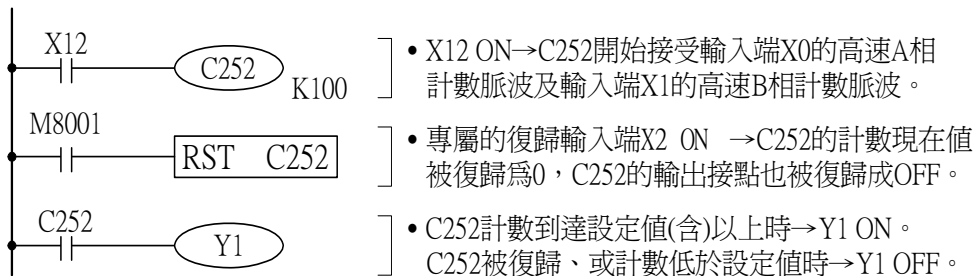 X12
C252
K100
• X12 ON→C252開始接受輸入端X0的高速A相
計數脈波及輸入端X1的高速B相計數脈波。
M8001
RST C252
• 專屬的復歸輸入端X2 ON →C252的計數現在值
被復歸爲0，C252的輸出接點也被復歸成OFF。
C252
Y1
• C252計數到達設定值(含)以上時→Y1 ON。
C252被復歸、或計數低於設定值時→Y1 OFF。